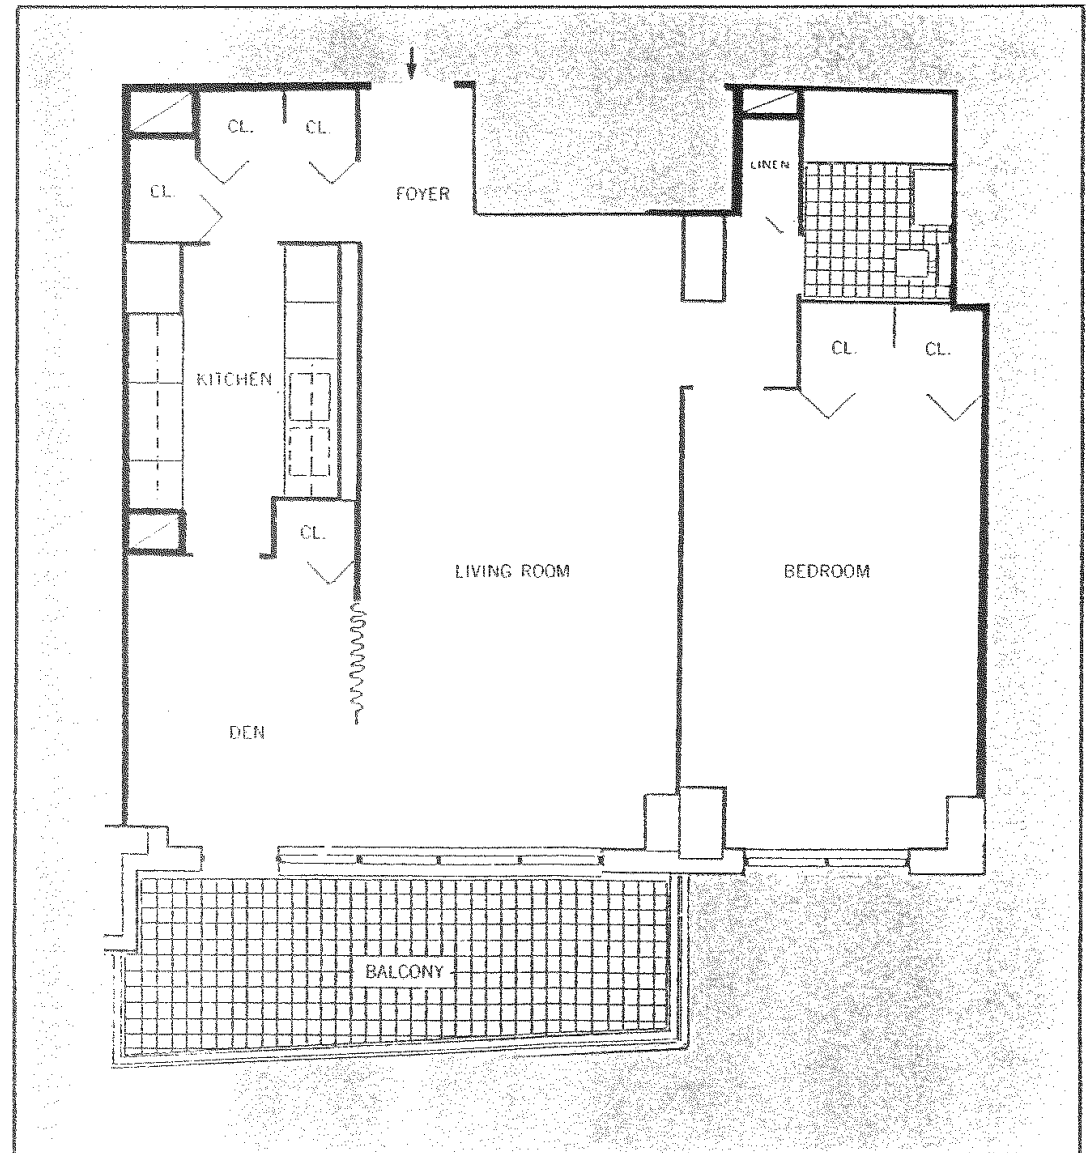 CL.
CL.
LINEN
CL.
FOYER
CL.
CL.
KITCHEN
CL.
LIVING ROOM
BEDROOM
DEN
BALCONY